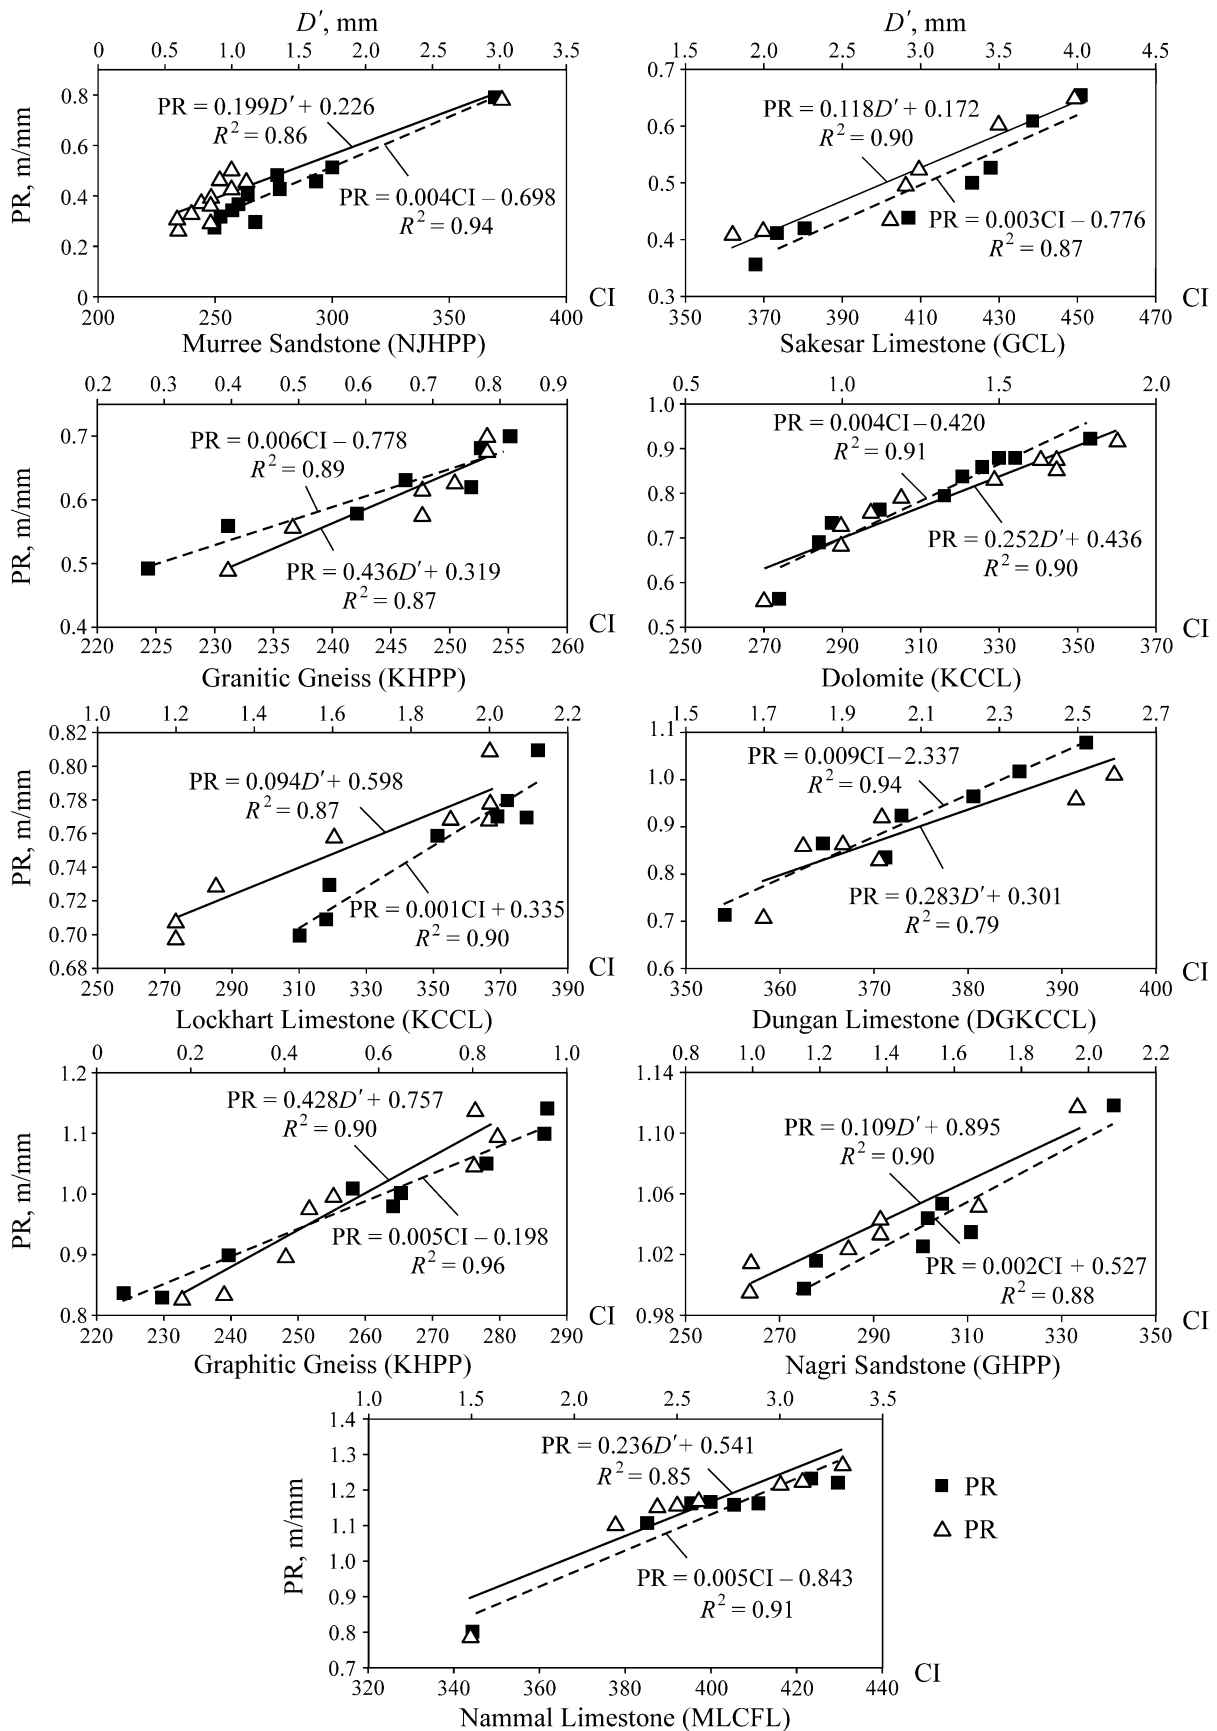 D′, mm
0 0.5 1.0 1.5 2.0 2.5 3.0 3.5
PR, m/mm
0.8
0.6
0.4
0.2
0
PR = 0.199D′ + 0.226
R² = 0.86
PR = 0.004CI – 0.698
R² = 0.94
200 250 300 350 400 CI
Murree Sandstone (NJHPP)
D′, mm
1.5 2.0 2.5 3.0 3.5 4.0 4.5
0.7
0.6
0.5
0.4
0.3
PR = 0.118D′ + 0.172
R² = 0.90
PR = 0.003CI – 0.776
R² = 0.87
350 370 390 410 430 450 470 CI
Sakesar Limestone (GCL)
0.2 0.3 0.4 0.5 0.6 0.7 0.8 0.9
PR, m/mm
0.7
0.6
0.5
0.4
PR = 0.006CI – 0.778
R² = 0.89
PR = 0.436D′ + 0.319
R² = 0.87
220 225 230 235 240 245 250 255 260 CI
Granitic Gneiss (KHPP)
0.5 1.0 1.5 2.0
1.0
0.9
0.8
0.7
0.6
0.5
PR = 0.004CI – 0.420
R² = 0.91
PR = 0.252D′ + 0.436
R² = 0.90
250 270 290 310 330 350 370 CI
Dolomite (KCCL)
1.0 1.2 1.4 1.6 1.8 2.0 2.2
PR, m/mm
0.82
0.80
0.78
0.76
0.74
0.72
0.70
0.68
PR = 0.094D′ + 0.598
R² = 0.87
PR = 0.001CI + 0.335
R² = 0.90
250 270 290 310 330 350 370 390 CI
Lockhart Limestone (KCCL)
1.5 1.7 1.9 2.1 2.3 2.5 2.7
1.1
1.0
0.9
0.8
0.7
0.6
PR = 0.009CI – 2.337
R² = 0.94
PR = 0.283D′ + 0.301
R² = 0.79
350 360 370 380 390 400 CI
Dungan Limestone (DGKCCL)
0 0.2 0.4 0.6 0.8 1.0
PR, m/mm
1.2
1.1
1.0
0.9
0.8
PR = 0.428D′ + 0.757
R² = 0.90
PR = 0.005CI – 0.198
R² = 0.96
220 230 240 250 260 270 280 290 CI
Graphitic Gneiss (KHPP)
0.8 1.0 1.2 1.4 1.6 1.8 2.0 2.2
1.14
1.10
1.06
1.02
0.98
PR = 0.109D′ + 0.895
R² = 0.90
PR = 0.002CI + 0.527
R² = 0.88
250 270 290 310 330 350 CI
Nagri Sandstone (GHPP)
1.0 1.5 2.0 2.5 3.0 3.5
PR, m/mm
1.4
1.3
1.2
1.1
1.0
0.9
0.8
0.7
PR = 0.236D′ + 0.541
R² = 0.85
PR = 0.005CI – 0.843
R² = 0.91
320 340 360 380 400 420 440 CI
Nammal Limestone (MLCFL)
PR
PR